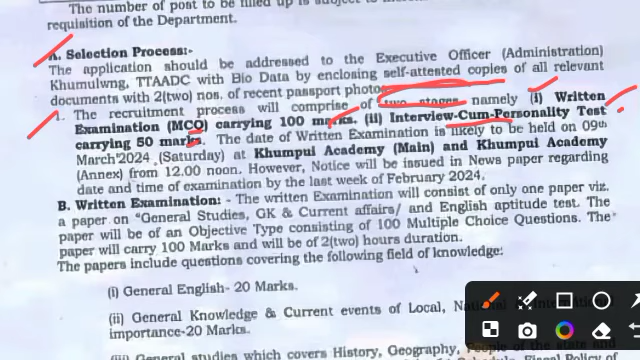 The number of post to be filled up is subject to
requisition of the Department.
A. Selection Process:-
The application should be addressed to the Executive Officer (Administration)
Khumulwng, TTAADC with Bio Data by enclosing self-attested copies of all relevant
documents with 2(two) nos. of recent passport photo
1. The recruitment process will comprise of two stages namely (i) Written
Examination (MCQ) carrying 100 marks. (ii) Interview-Cum-Personality Test
carrying 50 marks. The date of Written Examination is likely to be held on 09th
March'2024 (Saturday) at Khumpui Academy (Main) and Khumpui Academy
(Annex) from 12.00 noon. However, Notice will be issued in News paper regarding
date and time of examination by the last week of February 2024.
B. Written Examination: - The written Examination will consist of only one paper viz.
a paper on "General Studies, GK & Current affairs/ and English aptitude test. The
paper will be of an Objective Type consisting of 100 Multiple Choice Questions. The
paper will carry 100 Marks and will be of 2(two) hours duration.
The papers include questions covering the following field of knowledge:
(i) General English- 20 Marks.
(ii) General Knowledge & Current events of Local,
importance-20 Marks.
(iii) General studies which covers History, Geography,